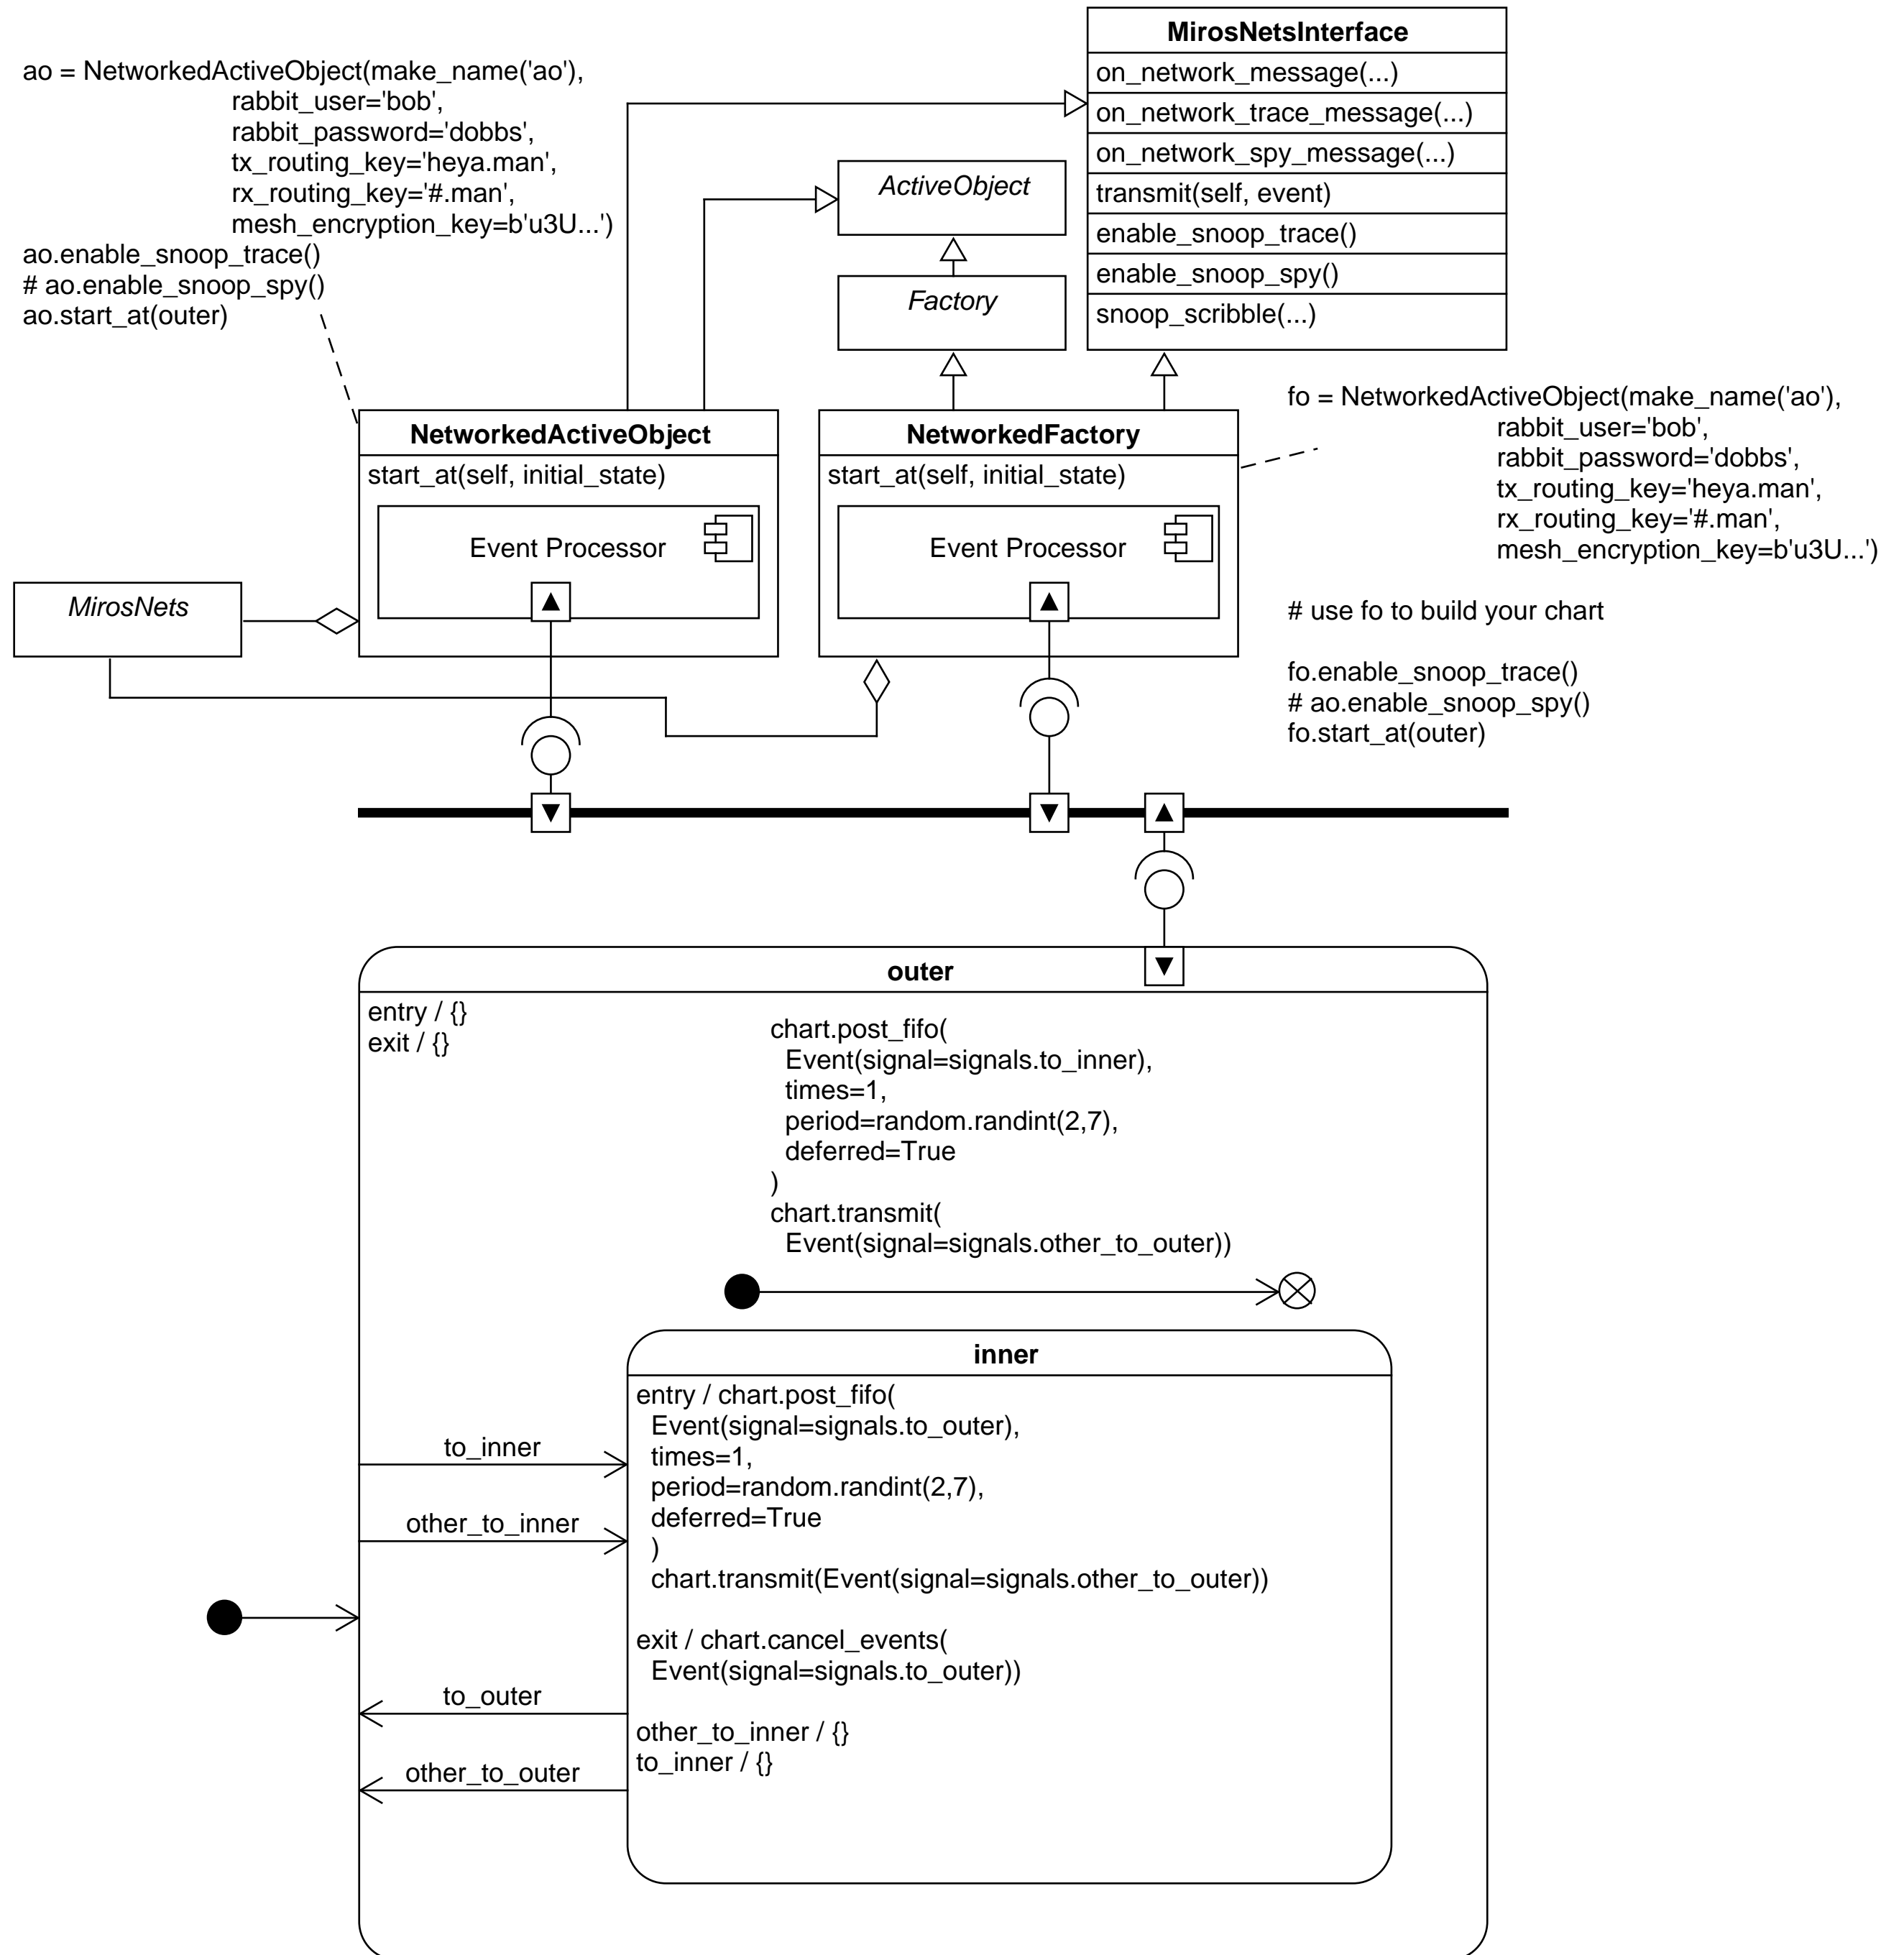 MirosNetsInterface
on_network_message(...)
on_network_trace_message(...)
on_network_spy_message(...)
transmit(self, event)
enable_snoop_trace()
enable_snoop_spy()
snoop_scribble(...)
ao = NetworkedActiveObject(make_name('ao'),
rabbit_user='bob',
rabbit_password='dobbs',
tx_routing_key='heya.man',
rx_routing_key='#.man',
mesh_encryption_key=b'u3U...')
ao.enable_snoop_trace()
# ao.enable_snoop_spy()
ao.start_at(outer)
ActiveObject
Factory
NetworkedActiveObject
start_at(self, initial_state)
Event Processor
NetworkedFactory
start_at(self, initial_state)
Event Processor
fo = NetworkedActiveObject(make_name('ao'),
rabbit_user='bob',
rabbit_password='dobbs',
tx_routing_key='heya.man',
rx_routing_key='#.man',
mesh_encryption_key=b'u3U...')
# use fo to build your chart
fo.enable_snoop_trace()
# ao.enable_snoop_spy()
fo.start_at(outer)
MirosNets
outer
entry / {}
exit / {}
chart.post_fifo(
Event(signal=signals.to_inner),
times=1,
period=random.randint(2,7),
deferred=True
)
chart.transmit(
Event(signal=signals.other_to_outer))
inner
entry / chart.post_fifo(
Event(signal=signals.to_outer),
times=1,
period=random.randint(2,7),
deferred=True
)
chart.transmit(Event(signal=signals.other_to_outer))
exit / chart.cancel_events(
Event(signal=signals.to_outer))
other_to_inner / {}
to_inner / {}
to_inner
other_to_inner
to_outer
other_to_outer